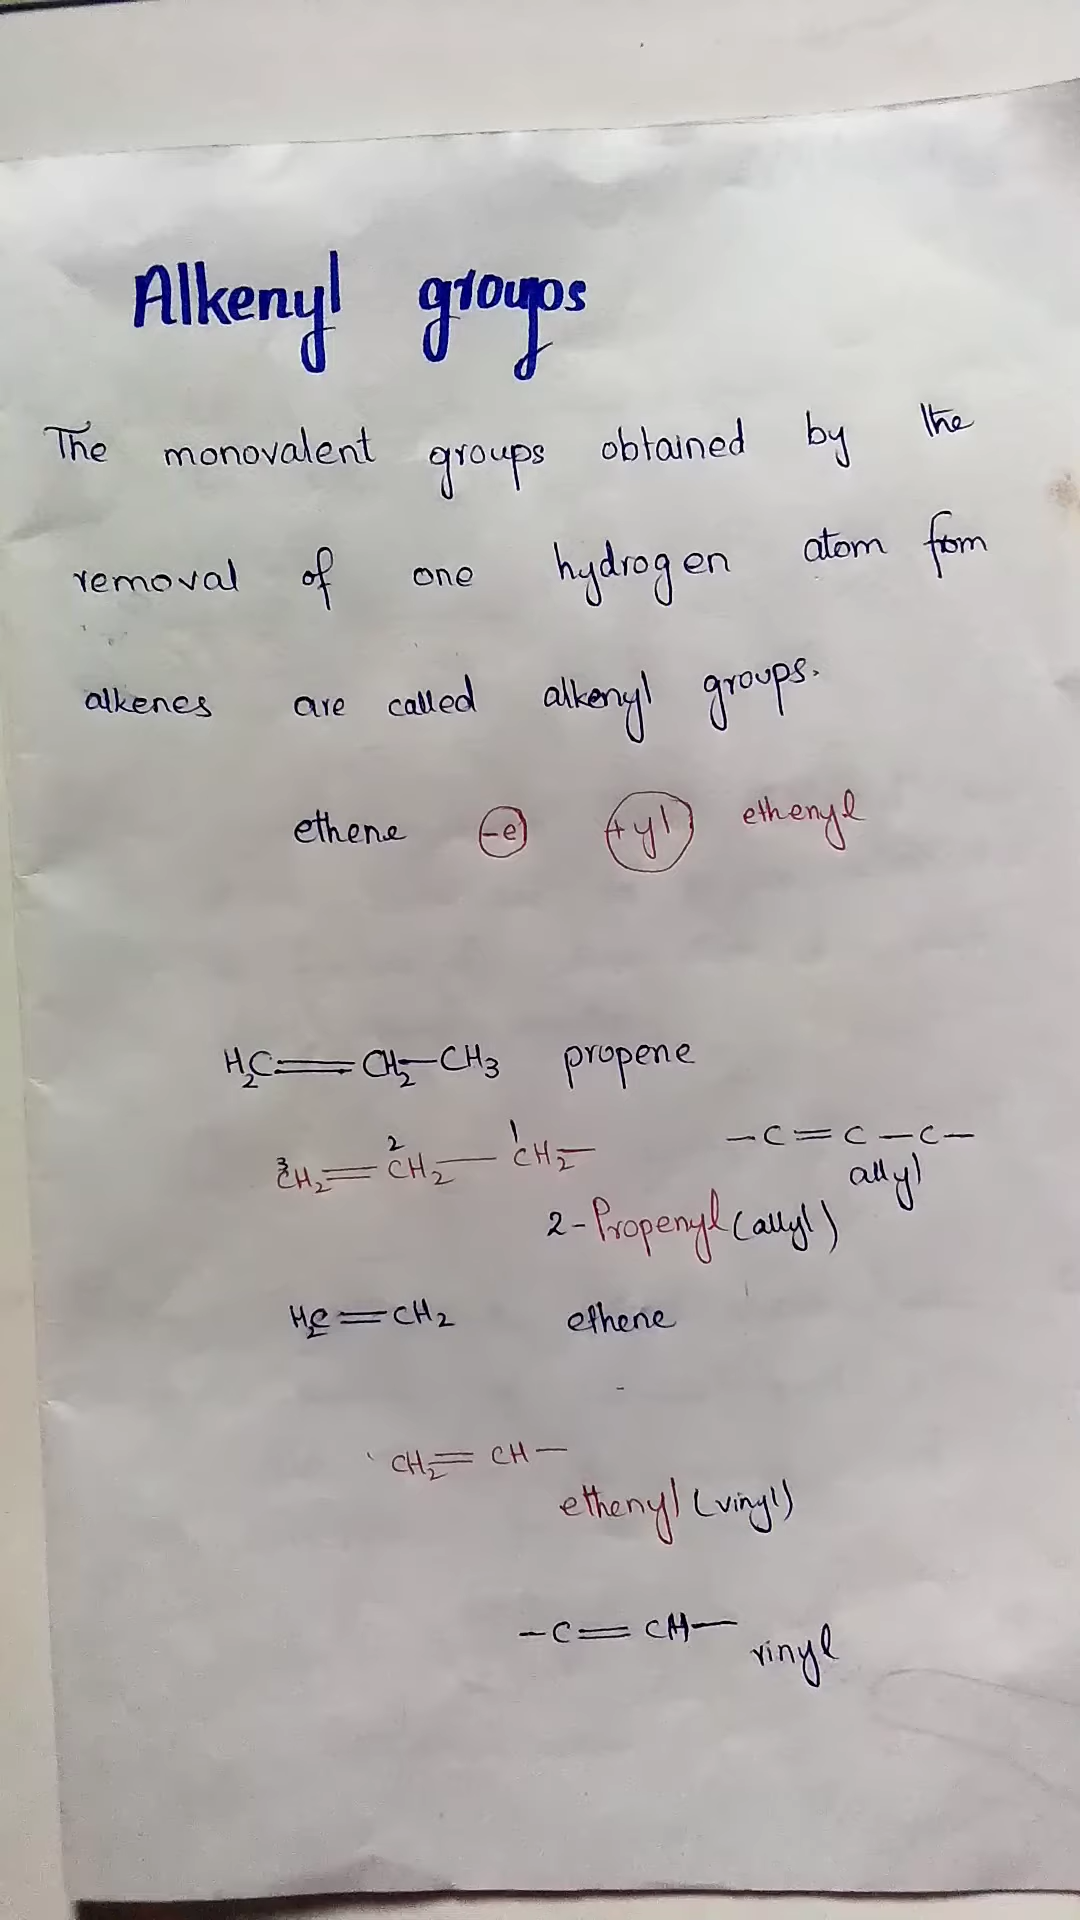 Alkenyl groups
The monovalent groups obtained by the
removal of one hydrogen atom from
alkenes are called alkenyl groups.
ethene -e +yl ethenyl
H₂C=CH₂-CH₃ propene
³CH₂=²CH₂-¹CH₂- -C=C-C-
allyl
2-Propenyl (allyl)
H₂C=CH₂ ethene
CH₂=CH-
ethenyl (vinyl)
-C=CH- vinyl